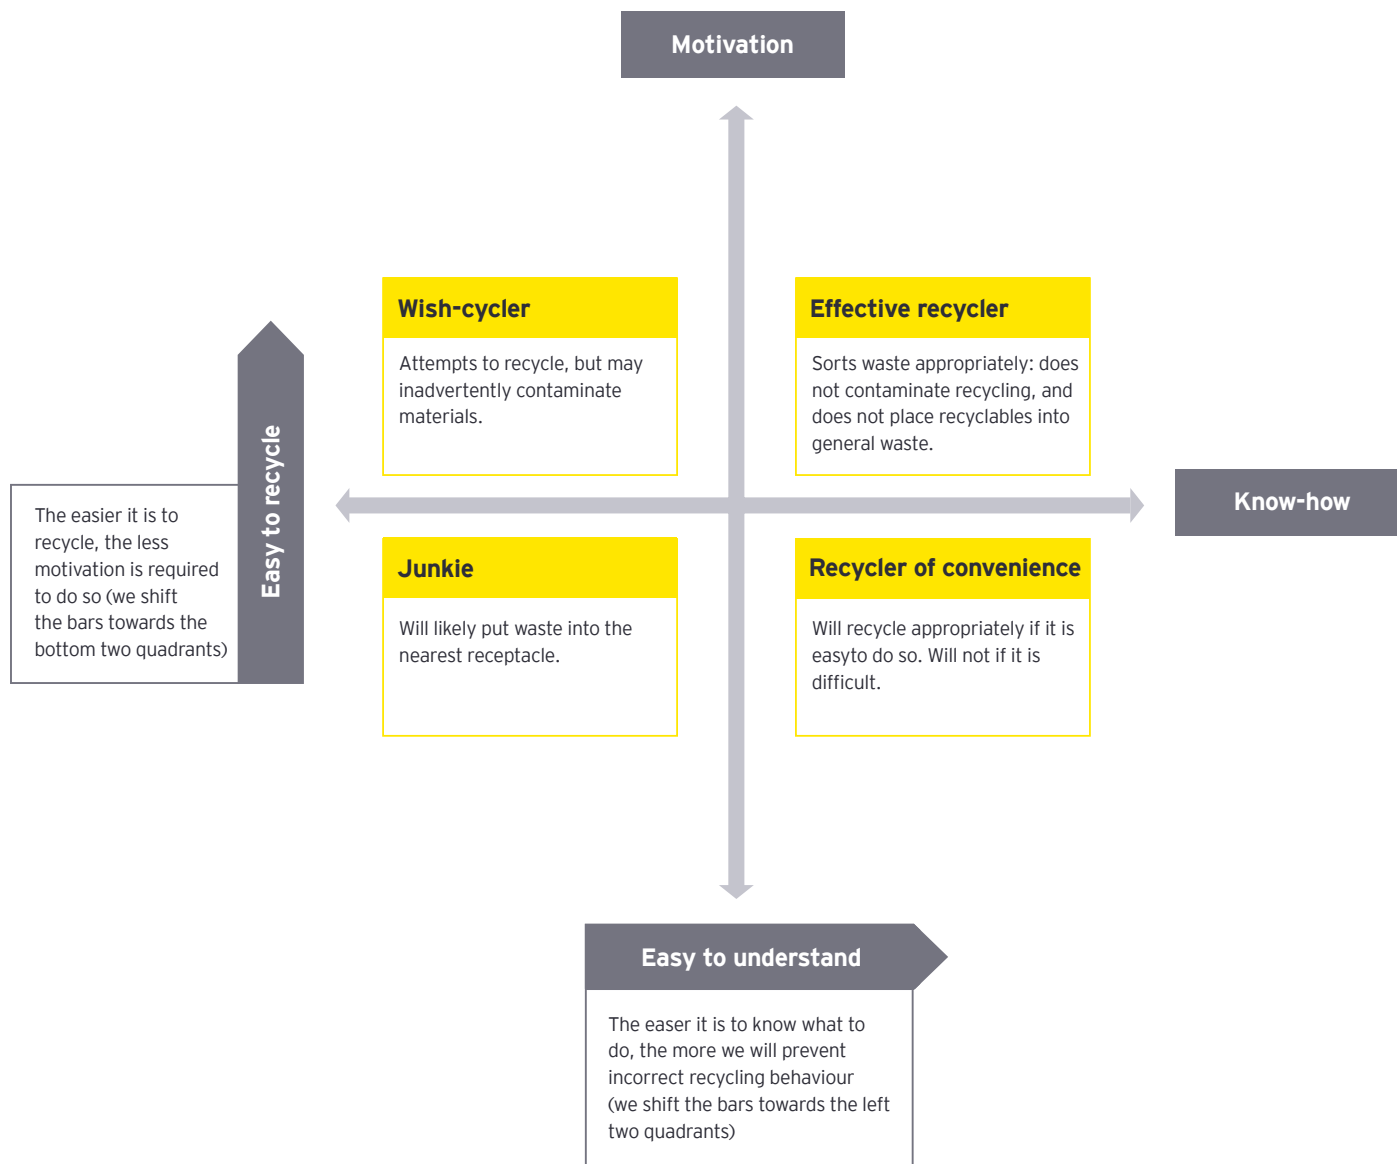 Motivation
Wish-cycler
Attempts to recycle, but may
inadvertently contaminate
materials.
Effective recycler
Sorts waste appropriately: does
not contaminate recycling, and
does not place recyclables into
general waste.
Easy to recycle
The easier it is to
recycle, the less
motivation is required
to do so (we shift
the bars towards the
bottom two quadrants)
Know-how
Junkie
Will likely put waste into the
nearest receptacle.
Recycler of convenience
Will recycle appropriately if it is
easyto do so. Will not if it is
difficult.
Easy to understand
The easer it is to know what to
do, the more we will prevent
incorrect recycling behaviour
(we shift the bars towards the left
two quadrants)